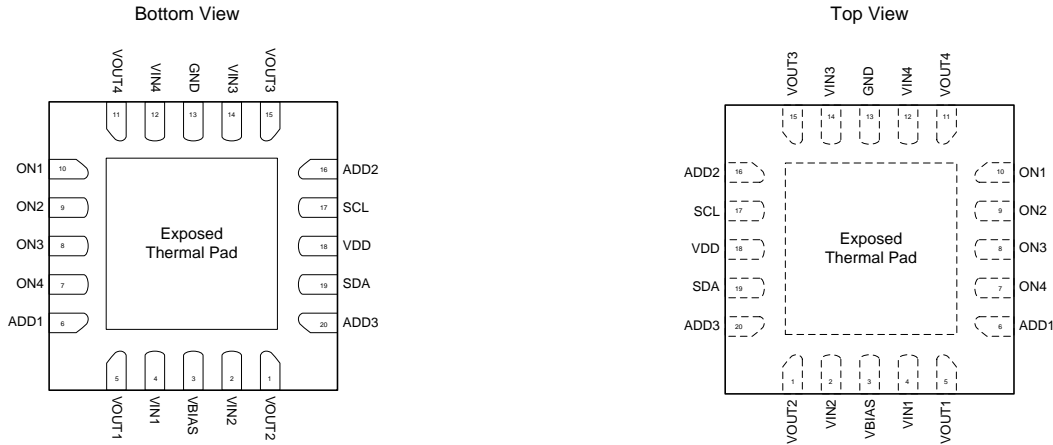 Bottom View
VOUT4
VIN4
GND
VIN3
VOUT3
11
12
13
14
15
ON1
10
ON2
9
ON3
8
ON4
7
ADD1
6
Exposed
Thermal Pad
16
ADD2
17
SCL
18
VDD
19
SDA
20
ADD3
5
4
3
2
1
VOUT1
VIN1
VBIAS
VIN2
VOUT2
Top View
VOUT3
VIN3
GND
VIN4
VOUT4
15
14
13
12
11
ADD2
16
SCL
17
VDD
18
SDA
19
ADD3
20
Exposed
Thermal Pad
10
ON1
9
ON2
8
ON3
7
ON4
6
ADD1
1
2
3
4
5
VOUT2
VIN2
VBIAS
VIN1
VOUT1